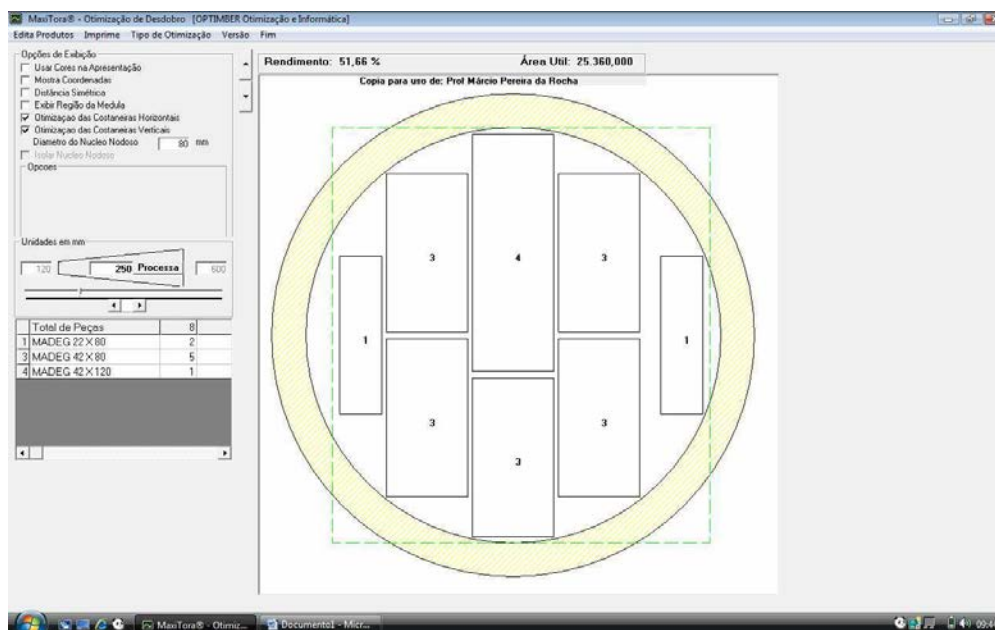 MaxiTora® - Otimização de Desdobro [OPTIMBER Otimização e Informática]
Edita Produtos Imprime Tipo de Otimização Versão Fim
Opções de Exibição
Usar Cores na Apresentação
Mostra Coordenadas
Distância Simétrica
Exibir Região da Medula
Otimizaçao das Costaneiras Horizontais
Otimizaçao das Costaneiras Verticais
Diametro do Nucleo Nodoso 80 mm
Isolar Nucleo Nodoso
Opcoes
Unidades em mm
120 250 Processa 600
Total de Peças 8
1 MADEG 22 X 80 2
3 MADEG 42 X 80 5
4 MADEG 42 X 120 1
Rendimento: 51,66 % Área Util: 25.360,000
Copia para uso de: Prof Márcio Pereira da Rocha
3 4 3
1 1
3 3
3
MaxiTora® - Otimiz... Documento1 - Micr...